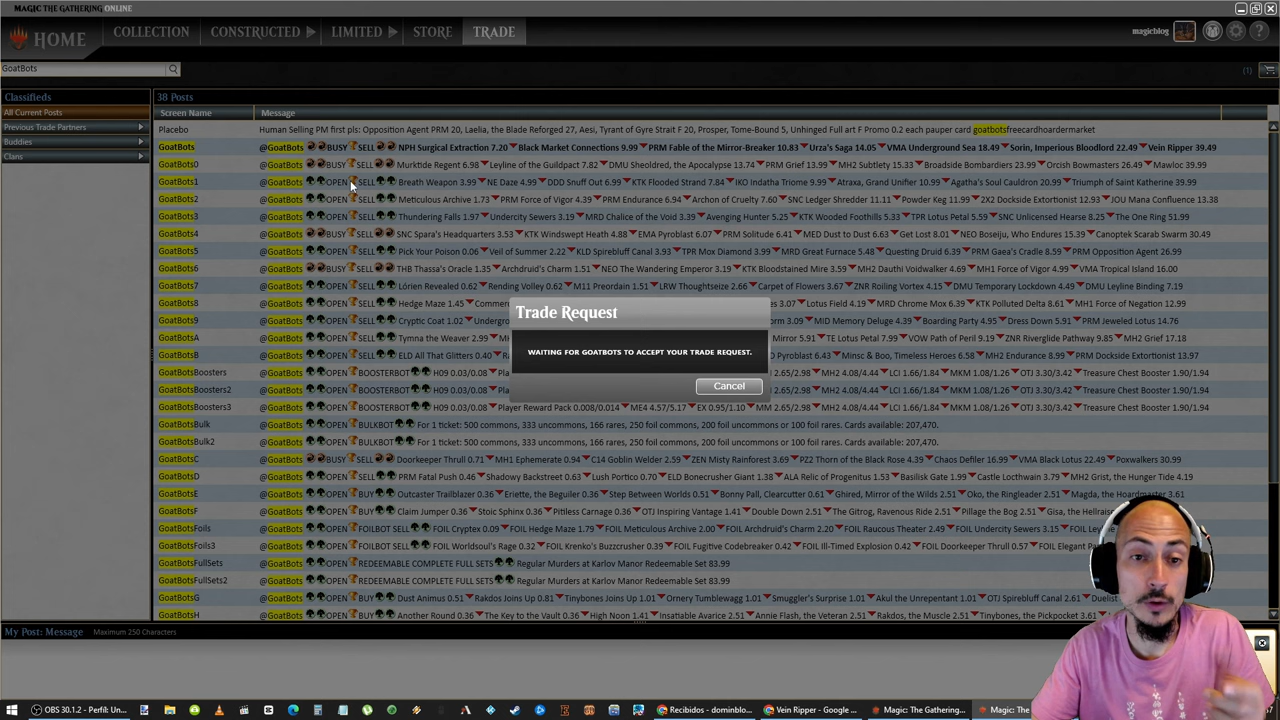 MAGIC THE GATHERING ONLINE
HOME
COLLECTION
CONSTRUCTED
LIMITED
STORE
TRADE
magicblog
GoatBots
(1)
Classifieds
All Current Posts
Previous Trade Partners
Buddies
Clans
38 Posts
Screen Name Message
Placebo Human Selling PM first pls: Opposition Agent PRM 20, Laelia, the Blade Reforged 27, Aesi, Tyrant of Gyre Strait F 20, Prosper, Tome-Bound 5, Unhinged Full art F Promo 0.2 each pauper card goatbotsfreecardhoardermarket
GoatBots @GoatBots BUSY SELL NPH Surgical Extraction 7.20 Black Market Connections 9.99 PRM Fable of the Mirror-Breaker 10.83 Urza's Saga 14.05 VMA Underground Sea 18.49 Sorin, Imperious Bloodlord 22.49 Vein Ripper 39.49
GoatBots0 @GoatBots BUSY SELL Murktide Regent 6.98 Leyline of the Guildpact 7.82 DMU Sheoldred, the Apocalypse 13.74 PRM Grief 13.99 MH2 Subtlety 15.33 Broadside Bombardiers 23.99 Orcish Bowmasters 26.49 Mawloc 39.99
GoatBots1 @GoatBots OPEN SELL Breath Weapon 3.99 NE Daze 4.99 DDD Snuff Out 6.99 KTK Flooded Strand 7.84 IKO Indatha Triome 9.99 Atraxa, Grand Unifier 10.99 Agatha's Soul Cauldron 20.99 Triumph of Saint Katherine 39.99
GoatBots2 @GoatBots OPEN SELL Meticulous Archive 1.73 PRM Force of Vigor 4.39 PRM Endurance 6.94 Archon of Cruelty 7.60 SNC Ledger Shredder 11.11 Powder Keg 11.99 2X2 Dockside Extortionist 12.93 JOU Mana Confluence 13.38
GoatBots3 @GoatBots OPEN SELL Thundering Falls 1.97 Undercity Sewers 3.19 MRD Chalice of the Void 3.39 Avenging Hunter 5.25 KTK Wooded Foothills 5.33 TPR Lotus Petal 5.59 SNC Unlicensed Hearse 8.25 The One Ring 51.99
GoatBots4 @GoatBots BUSY SELL SNC Spara's Headquarters 3.53 KTK Windswept Heath 4.88 EMA Pyroblast 6.07 PRM Solitude 6.41 MED Dust to Dust 6.63 Get Lost 8.01 NEO Boseiju, Who Endures 15.39 Canoptek Scarab Swarm 30.49
GoatBots5 @GoatBots OPEN SELL Pick Your Poison 0.06 Veil of Summer 2.22 KLD Spirebluff Canal 3.93 TPR Mox Diamond 3.99 MRD Great Furnace 5.48 Questing Druid 6.39 PRM Gaea's Cradle 8.59 PRM Opposition Agent 26.99
GoatBots6 @GoatBots BUSY SELL THB Thassa's Oracle 1.35 Archdruid's Charm 1.51 NEO The Wandering Emperor 3.19 KTK Bloodstained Mire 3.59 MH2 Dauthi Voidwalker 4.69 MH1 Force of Vigor 4.99 VMA Tropical Island 16.00
GoatBots7 @GoatBots OPEN SELL Lórien Revealed 0.62 Rending Volley 0.62 M11 Preordain 1.51 LRW Thoughtseize 2.66 Carpet of Flowers 3.67 ZNR Roiling Vortex 4.15 DMU Temporary Lockdown 4.49 DMU Leyline Binding 7.19
GoatBots8 @GoatBots OPEN SELL Hedge Maze 1.45 Comme 3.07 Lotus Field 4.19 MRD Chrome Mox 6.39 KTK Polluted Delta 8.61 MH1 Force of Negation 12.99
GoatBots9 @GoatBots OPEN SELL Cryptic Coat 1.02 Undergro 3.09 MID Memory Deluge 4.39 Boarding Party 4.95 Dress Down 5.91 PRM Jeweled Lotus 14.76
GoatBotsA @GoatBots OPEN SELL Tymna the Weaver 2.99 TE Lotus Petal 7.99 VOW Path of Peril 9.19 ZNR Riverglide Pathway 9.85 MH2 Grief 17.18
GoatBotsB @GoatBots OPEN SELL ELD All That Glitters 0.40 Pyroblast 6.43 Minsc & Boo, Timeless Heroes 6.58 MH2 Endurance 8.99 PRM Dockside Extortionist 13.97
GoatBoosters @GoatBots OPEN BOOSTERBOT H09 0.03/0.08 2.65/2.98 MH2 4.08/4.44 LCI 1.66/1.84 MKM 1.08/1.26 OTJ 3.30/3.42 Treasure Chest Booster 1.90/1.94
GoatBotsBoosters2 @GoatBots OPEN BOOSTERBOT H09 0.03/0.08 2.65/2.98 MH2 4.08/4.44 LCI 1.66/1.84 MKM 1.08/1.26 OTJ 3.30/3.42 Treasure Chest Booster 1.90/1.94
GoatBotsBoosters3 @GoatBots OPEN BOOSTERBOT H09 0.03/0.08 Player Reward Pack 0.008/0.014 ME4 4.57/5.17 EX 0.95/1.10 MM 2.65/2.98 MH2 4.08/4.44 LCI 1.66/1.84 MKM 1.08/1.26 OTJ 3.30/3.42 Treasure Chest Booster 1.90/1.94
GoatBotsBulk @GoatBots OPEN BULKBOT For 1 ticket: 500 commons, 333 uncommons, 166 rares, 250 foil commons, 200 foil uncommons or 100 foil rares. Cards available: 207,470.
GoatBotsBulk2 @GoatBots OPEN BULKBOT For 1 ticket: 500 commons, 333 uncommons, 166 rares, 250 foil commons, 200 foil uncommons or 100 foil rares. Cards available: 207,470.
GoatBotsC @GoatBots BUSY SELL Doorkeeper Thrull 0.71 MH1 Ephemerate 0.94 C14 Goblin Welder 2.59 ZEN Misty Rainforest 3.69 PZ2 Thorn of the Black Rose 4.39 Chaos Defiler 16.99 VMA Black Lotus 22.49 Poxwalkers 30.99
GoatBotsD @GoatBots OPEN SELL PRM Fatal Push 0.46 Shadowy Backstreet 0.63 Lush Portico 0.70 ELD Bonecrusher Giant 1.38 ALA Relic of Progenitus 1.53 Basilisk Gate 1.65 Castle Lochthwain 3.19 MH2 Grist, the Hunger Tide 4.19
GoatBotsE @GoatBots OPEN BUY Outcaster Trailblazer 0.36 Eriette, the Beguiler 0.36 Step Between Worlds 0.51 Bonny Pall, Clearcutter 0.51 Ghired, Mirror of the Wilds 2.51 Oko, the Ringleader 2.51 Magda, the Hoardmaster 3.61
GoatBotsF @GoatBots OPEN BUY Claim Jumper 0.36 Stoic Sphinx 0.36 Pitiless Carnage 0.36 OTJ Inspiring Vantage 1.41 Double Down 2.51 The Gitrog, Ravenous Ride 2.51 Pillage the Bog 2.51 Gisa, the Hellraiser
GoatBotsFoils @GoatBots OPEN FOILBOT SELL FOIL Cryptex 0.09 FOIL Hedge Maze 1.79 FOIL Meticulous Archive 2.00 FOIL Archdruid's Charm 2.20 FOIL Raucous Theater 2.49 FOIL Undercity Sewers 3.15 FOIL Ley
GoatBotsFoils3 @GoatBots OPEN FOILBOT SELL FOIL Worldsoul's Rage 0.32 FOIL Krenko's Buzzcrusher 0.39 FOIL Fugitive Codebreaker 0.42 FOIL Ill-Timed Explosion 0.42 FOIL Doorkeeper Thrull 0.57 FOIL Elegant P
GoatBotsFullSets @GoatBots OPEN REDEEMABLE COMPLETE FULL SETS Regular Murders at Karlov Manor Redeemable Set 83.99
GoatBotsFullSets2 @GoatBots OPEN REDEEMABLE COMPLETE FULL SETS Regular Murders at Karlov Manor Redeemable Set 83.99
GoatBotsG @GoatBots OPEN BUY Dust Animus 0.51 Rakdos Joins Up 0.81 Tinybones Joins Up 1.01 Ornery Tumblewagg 1.01 Smuggler's Surprise 1.01 Akul the Unrepentant 1.01 OTJ Spirebluff Canal 2.61 Duelist
GoatBotsH @GoatBots OPEN BUY Another Round 0.36 The Key to the Vault 0.36 High Noon 1.41 Insatiable Avarice 2.51 Annie Flash, the Veteran 2.51 Rakdos, the Muscle 2.51 Tinybones, the Pickpocket 3.61
Trade Request
WAITING FOR GOATBOTS TO ACCEPT YOUR TRADE REQUEST.
Cancel
My Post: Message Maximum 250 Characters
OBS 30.1.2 - Perfil: Un...
Recibidos - dominblo...
Vein Ripper - Google ...
Magic: The Gathering...
Magic: The